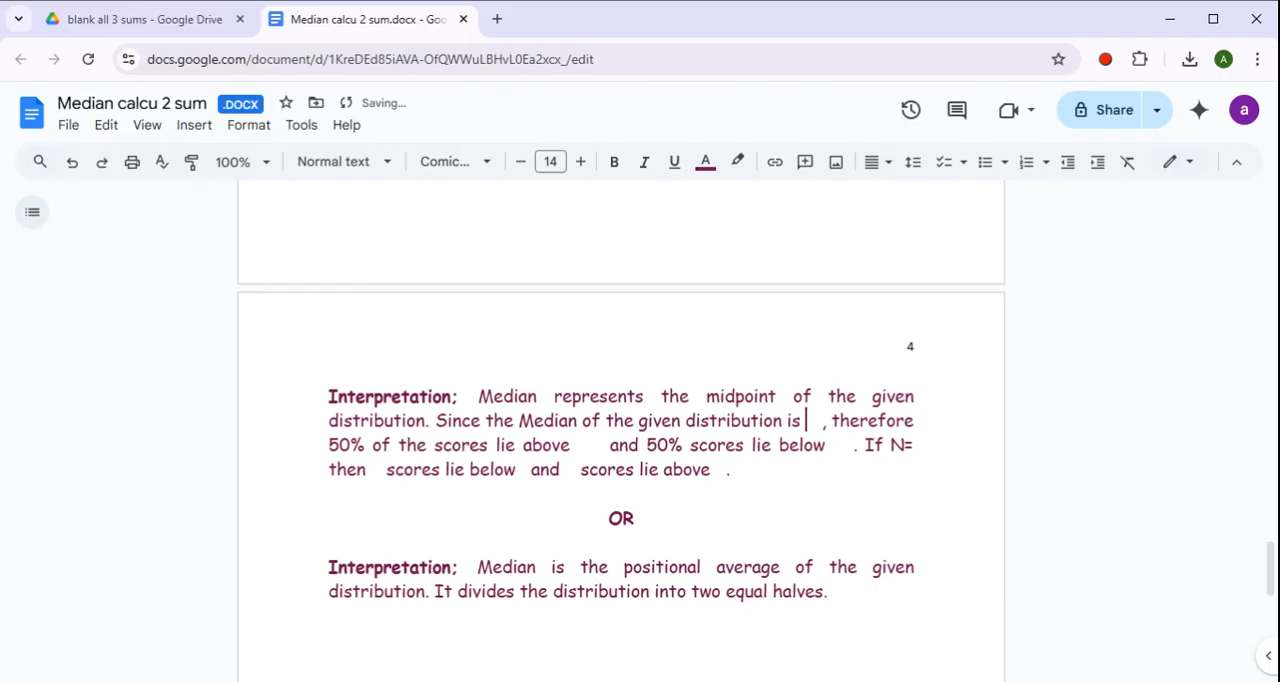 blank all 3 sums - Google Drive
Median calcu 2 sum.docx - Goo
docs.google.com/document/d/1KreDEd85iAVA-OfQWWuLBHvL0Ea2xcx_/edit
A
Median calcu 2 sum .DOCX Saving...
File Edit View Insert Format Tools Help
Share
a
100% Normal text Comic... 14 B I U A
4
Interpretation; Median represents the midpoint of the given
distribution. Since the Median of the given distribution is , therefore
50% of the scores lie above and 50% scores lie below . If N=
then scores lie below and scores lie above .
OR
Interpretation; Median is the positional average of the given
distribution. It divides the distribution into two equal halves.